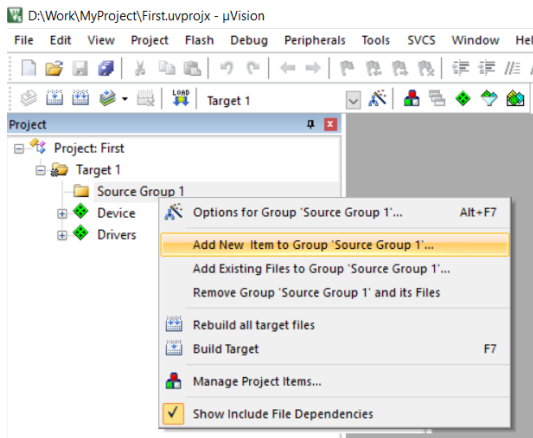 D:\Work\MyProject\First.uvprojx - µVision
File Edit View Project Flash Debug Peripherals Tools SVCS Window Hel
LOAD Target 1
Project
Project: First
Target 1
Source Group 1
Device
Drivers
Options for Group 'Source Group 1'... Alt+F7
Add New Item to Group 'Source Group 1'...
Add Existing Files to Group 'Source Group 1'...
Remove Group 'Source Group 1' and its Files
Rebuild all target files
Build Target F7
Manage Project Items...
Show Include File Dependencies